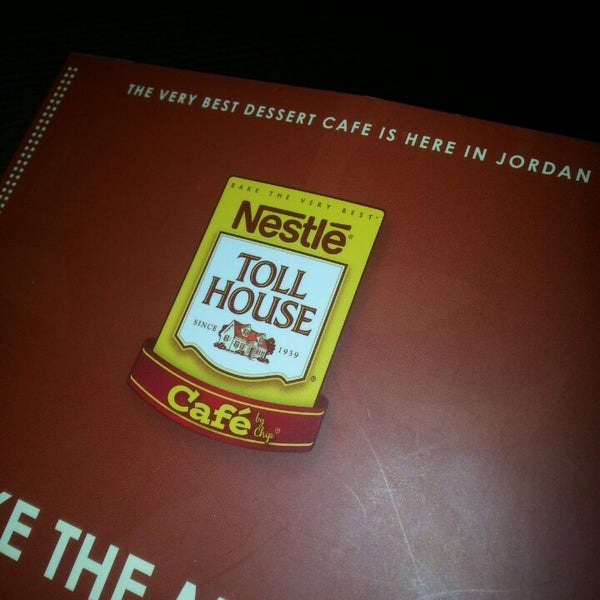 THE VERY BEST DESSERT CAFE IS HERE IN JORDAN
BAKE THE VERY BEST
Nestlé®
TOLL
HOUSE
SINCE 1939
®
Café by Chip®
THE